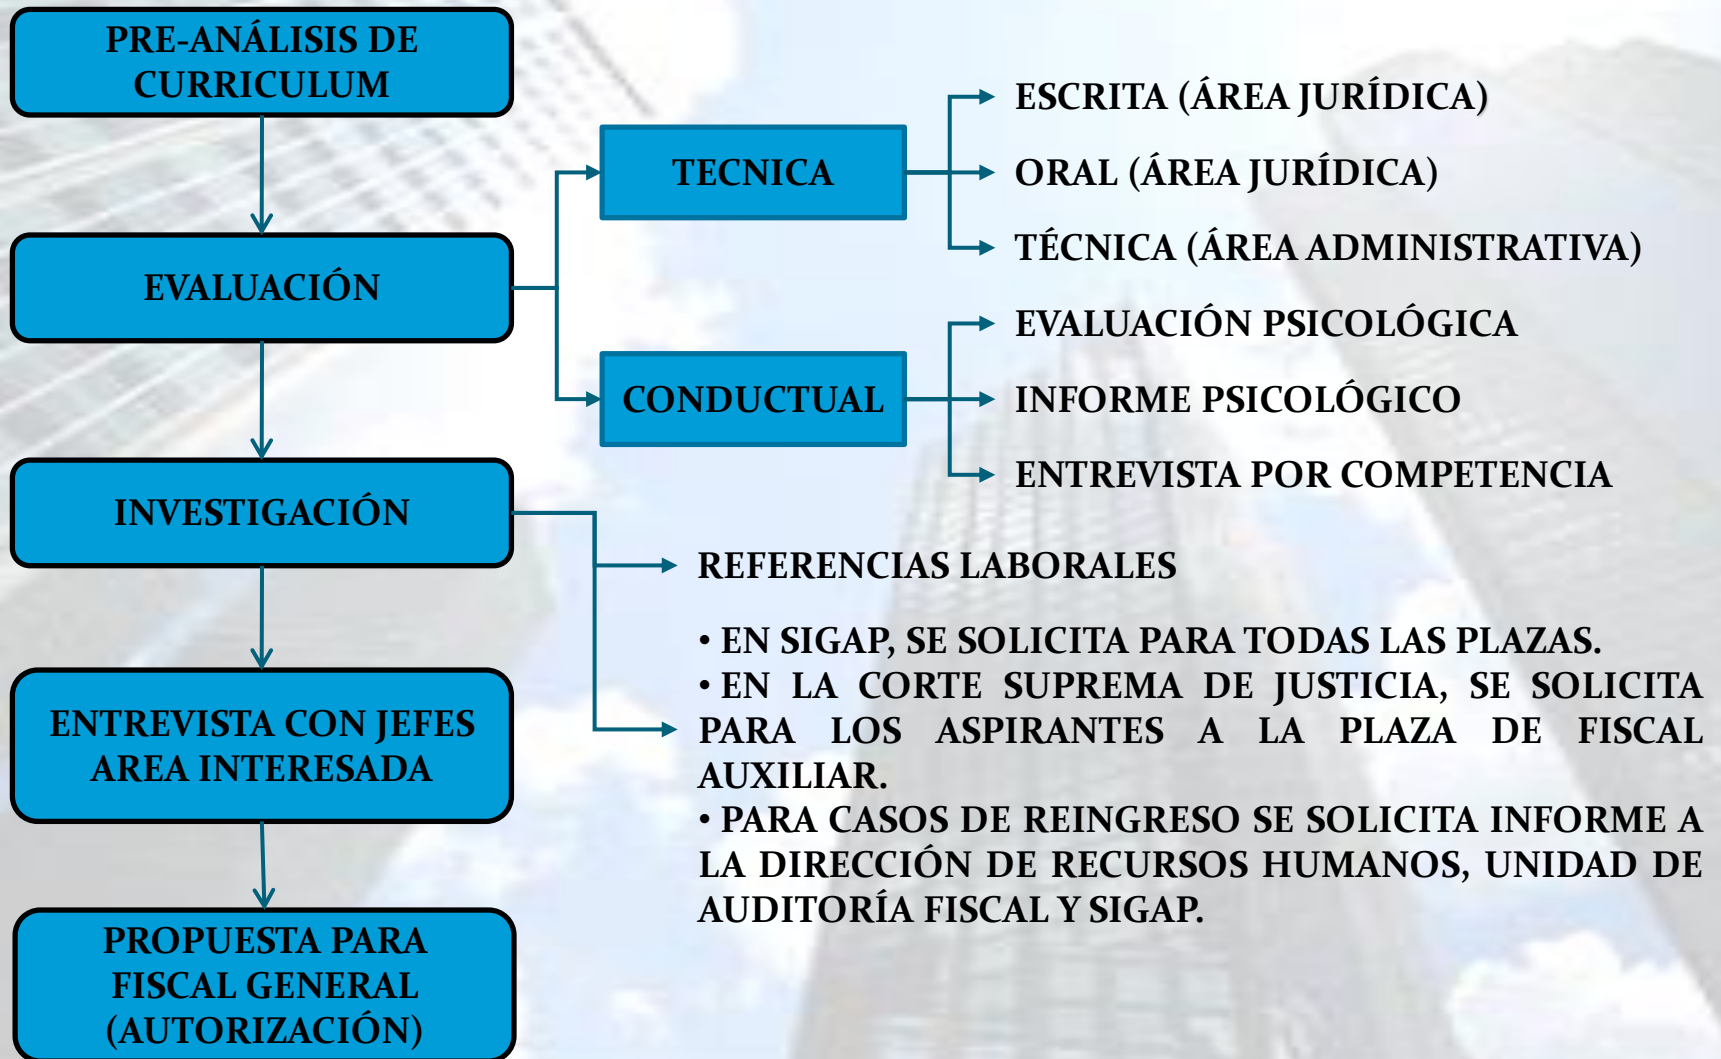 PRE-ANÁLISIS DE
CURRICULUM
EVALUACIÓN
TECNICA
ESCRITA (ÁREA JURÍDICA)
ORAL (ÁREA JURÍDICA)
TÉCNICA (ÁREA ADMINISTRATIVA)
CONDUCTUAL
EVALUACIÓN PSICOLÓGICA
INFORME PSICOLÓGICO
ENTREVISTA POR COMPETENCIA
INVESTIGACIÓN
REFERENCIAS LABORALES
• EN SIGAP, SE SOLICITA PARA TODAS LAS PLAZAS.
• EN LA CORTE SUPREMA DE JUSTICIA, SE SOLICITA
PARA LOS ASPIRANTES A LA PLAZA DE FISCAL
AUXILIAR.
• PARA CASOS DE REINGRESO SE SOLICITA INFORME A
LA DIRECCIÓN DE RECURSOS HUMANOS, UNIDAD DE
AUDITORÍA FISCAL Y SIGAP.
ENTREVISTA CON JEFES
AREA INTERESADA
PROPUESTA PARA
FISCAL GENERAL
(AUTORIZACIÓN)